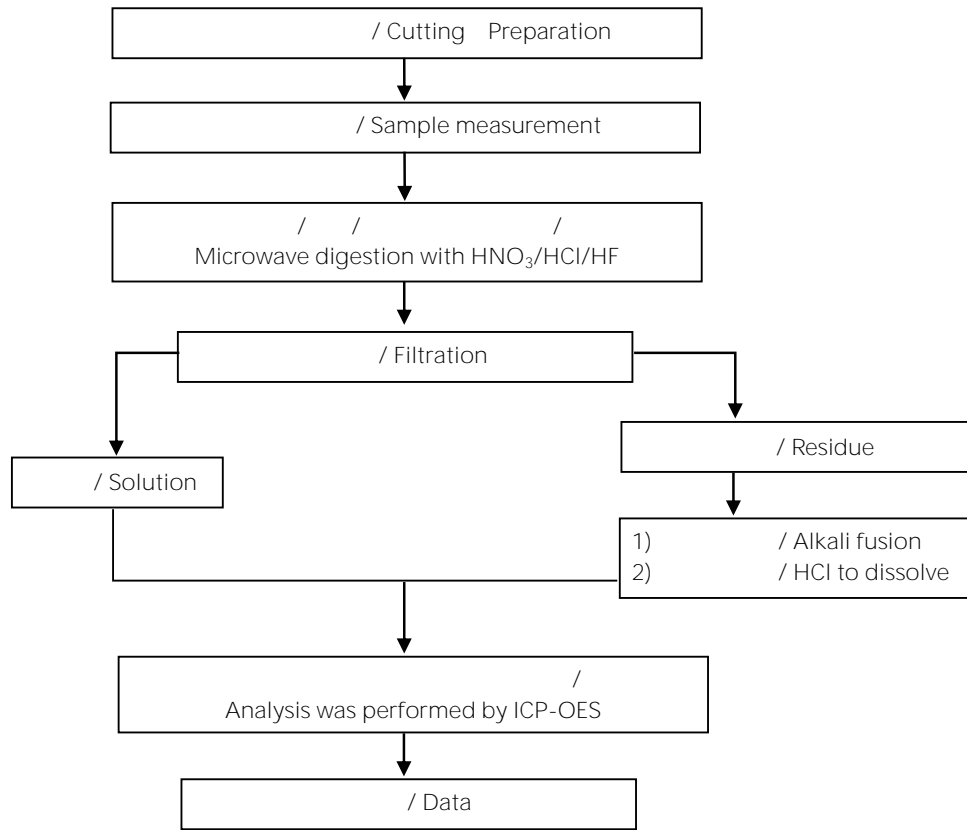 / Cutting Preparation
/ Sample measurement
/ / /
Microwave digestion with HNO₃/HCl/HF
/ Filtration
/ Residue
/ Solution
1) / Alkali fusion
2) / HCl to dissolve
/
Analysis was performed by ICP-OES
/ Data